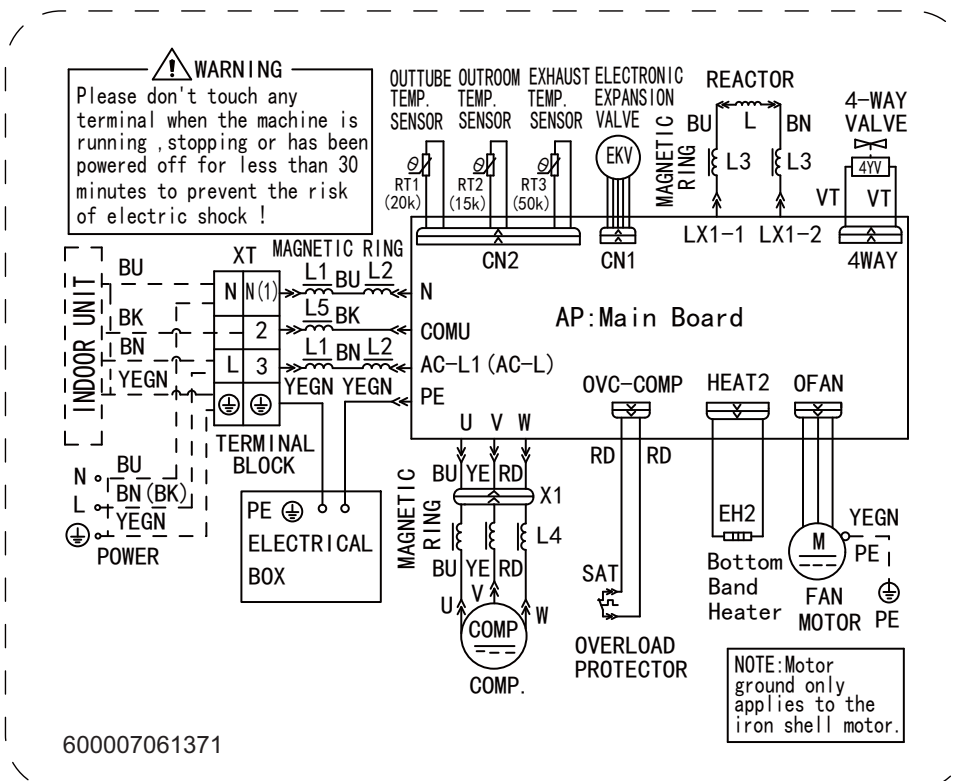 WARNING
Please don't touch any
terminal when the machine is
running ,stopping or has been
powered off for less than 30
minutes to prevent the risk
of electric shock !
OUTTUBE
TEMP.
SENSOR
OUTROOM
TEMP.
SENSOR
EXHAUST
TEMP.
SENSOR
ELECTRONIC
EXPANSION
VALVE
REACTOR
4-WAY
VALVE
MAGNETIC
RING
BU
L
BN
L3
L3
EKV
4YV
RT1
(20k)
RT2
(15k)
RT3
(50k)
VT
VT
CN2
CN1
LX1-1
LX1-2
4WAY
INDOOR UNIT
XT
MAGNETIC RING
BU
N
N(1)
L1
BU
L2
N
BK
2
L5
BK
COMU
AP:Main Board
BN
L
3
L1
BN
L2
AC-L1(AC-L)
YEGN
YEGN
YEGN
PE
OVC-COMP
HEAT2
OFAN
TERMINAL
BLOCK
U
V
W
N
BU
L
BN(BK)
YEGN
POWER
PE
ELECTRICAL
BOX
MAGNETIC
RING
BU
YE
RD
X1
L4
BU
YE
RD
U
V
W
COMP
COMP.
RD
RD
SAT
OVERLOAD
PROTECTOR
EH2
Bottom
Band
Heater
M
YEGN
PE
FAN
MOTOR
PE
NOTE:Motor
ground only
applies to the
iron shell motor.
600007061371